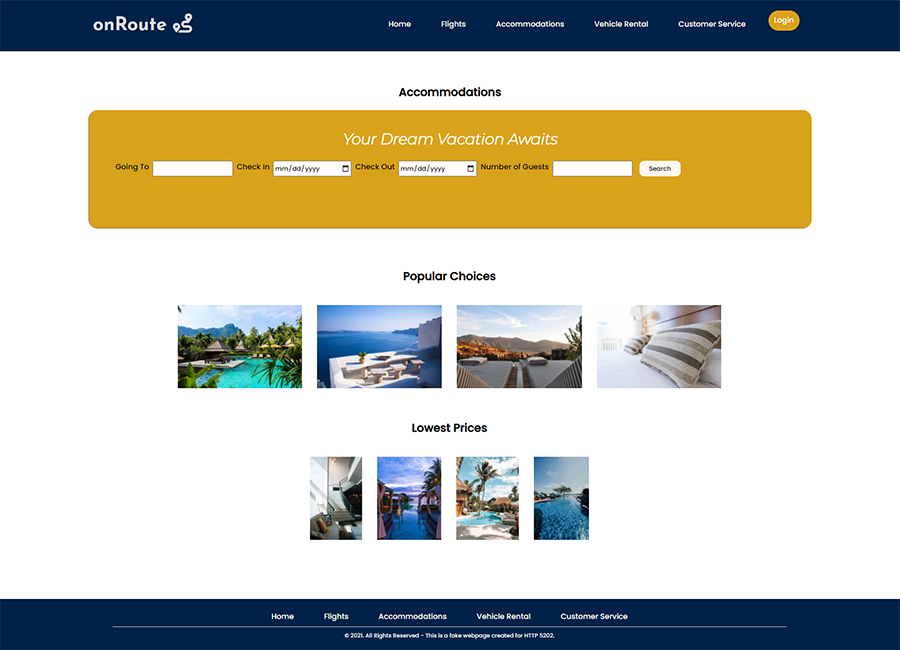 onRoute
Home Flights Accommodations Vehicle Rental Customer Service Login
Accommodations
Your Dream Vacation Awaits
Going To Check In mm/dd/yyyy Check Out mm/dd/yyyy Number of Guests Search
Popular Choices
Lowest Prices
Home Flights Accommodations Vehicle Rental Customer Service
© 2021. All Rights Reserved - This is a fake webpage created for HTTP 5202.